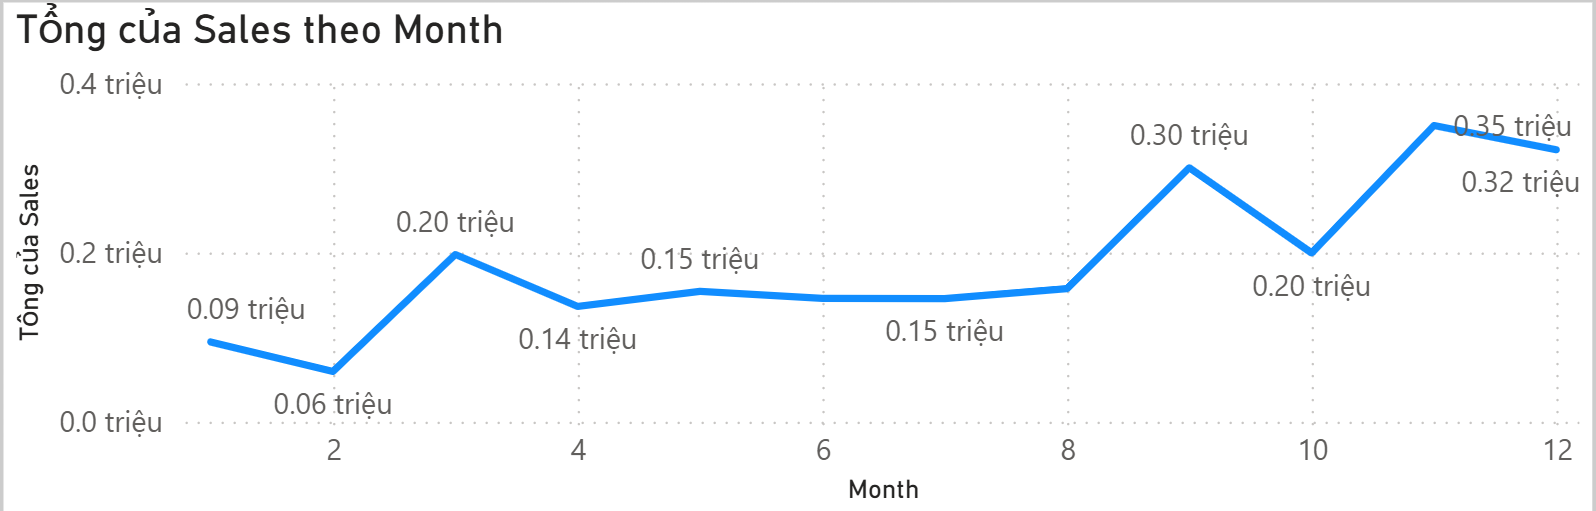 Tổng của Sales theo Month
0.4 triệu
0.2 triệu
0.0 triệu
Tổng của Sales
0.09 triệu
0.06 triệu
0.20 triệu
0.14 triệu
0.15 triệu
0.15 triệu
0.30 triệu
0.20 triệu
0.35 triệu
0.32 triệu
2 4 6 8 10 12
Month